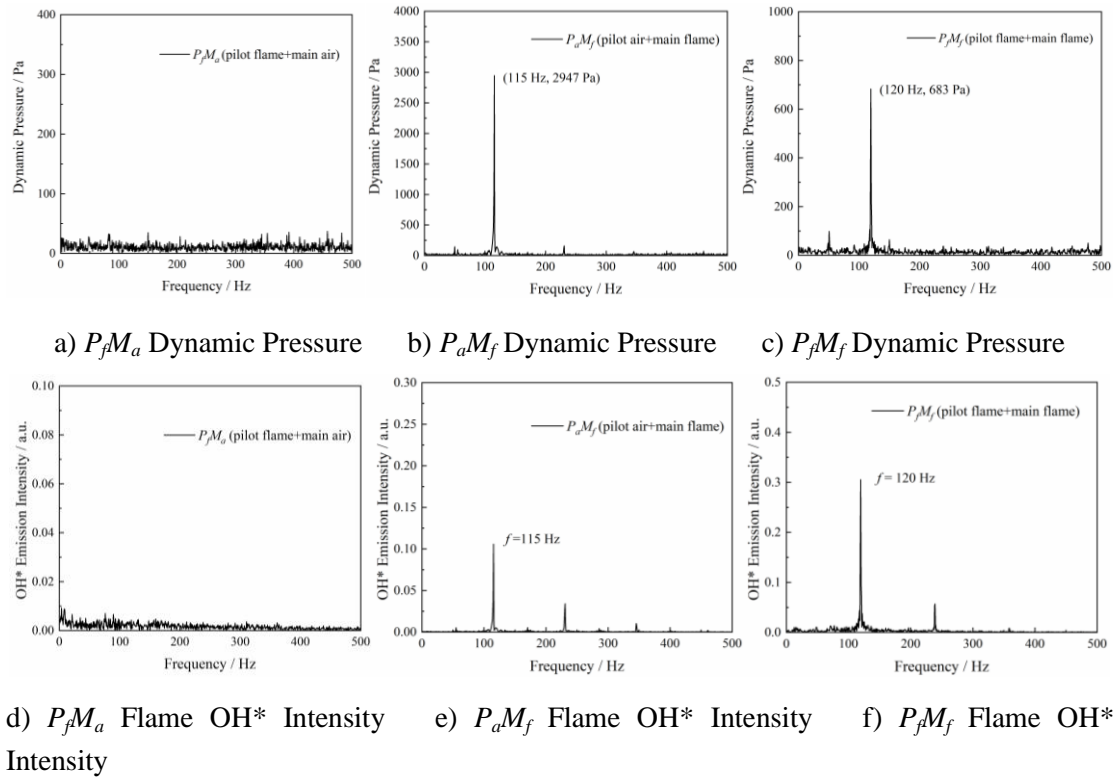 400
300
200
100
50
0
Dynamic Pressure / Pa
PfMa (pilot flame+main air)
0 100 200 300 400 500
Frequency / Hz
4000
3500
3000
2500
2000
1500
1000
500
250
0
Dynamic Pressure / Pa
PaMf (pilot air+main flame)
(115 Hz, 2947 Pa)
0 100 200 300 400 500
Frequency / Hz
1000
800
600
400
200
0
Dynamic Pressure / Pa
PfMf (pilot flame+main flame)
(120 Hz, 683 Pa)
0 100 200 300 400 500
Frequency / Hz
a) PfMa Dynamic Pressure b) PaMf Dynamic Pressure c) PfMf Dynamic Pressure
0.10
0.08
0.06
0.04
0.02
0.01
0.00
OH* Emission Intensity / a.u.
PfMa (pilot flame+main air)
0 100 200 300 400 500
Frequency / Hz
0.30
0.25
0.20
0.15
0.10
0.05
0.00
OH* Emission Intensity / a.u.
PaMf (pilot air+main flame)
f =115 Hz
0 100 200 300 400 500
Frequency / Hz
0.5
0.4
0.3
0.2
0.1
0.0
OH* Emission Intensity / a.u.
PfMf (pilot flame+main flame)
f = 120 Hz
0 100 200 300 400 500
Frequency / Hz
d) PfMa Flame OH* Intensity e) PaMf Flame OH* Intensity f) PfMf Flame OH*
Intensity